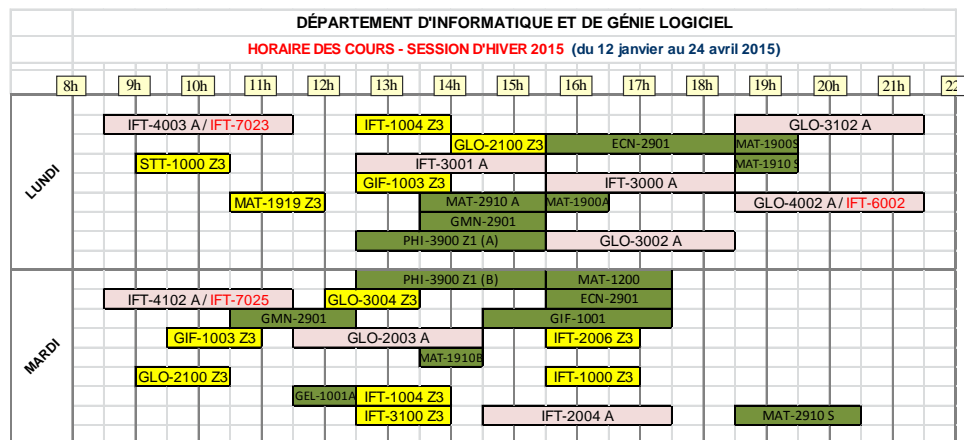 DÉPARTEMENT D'INFORMATIQUE ET DE GÉNIE LOGICIEL
HORAIRE DES COURS - SESSION D'HIVER 2015 (du 12 janvier au 24 avril 2015)
8h 9h 10h 11h 12h 13h 14h 15h 16h 17h 18h 19h 20h 21h 22
LUNDI
IFT-4003 A / IFT-7023 IFT-1004 Z3 GLO-3102 A
GLO-2100 Z3 ECN-2901 MAT-1900S
STT-1000 Z3 IFT-3001 A MAT-1910 S
GIF-1003 Z3 IFT-3000 A
MAT-1919 Z3 MAT-2910 A MAT-1900A GLO-4002 A / IFT-6002
GMN-2901
PHI-3900 Z1 (A) GLO-3002 A
MARDI
PHI-3900 Z1 (B) MAT-1200
IFT-4102 A / IFT-7025 GLO-3004 Z3 ECN-2901
GMN-2901 GIF-1001
GIF-1003 Z3 GLO-2003 A IFT-2006 Z3
MAT-1910B
GLO-2100 Z3 IFT-1000 Z3
GEL-1001A IFT-1004 Z3
IFT-3100 Z3 IFT-2004 A MAT-2910 S